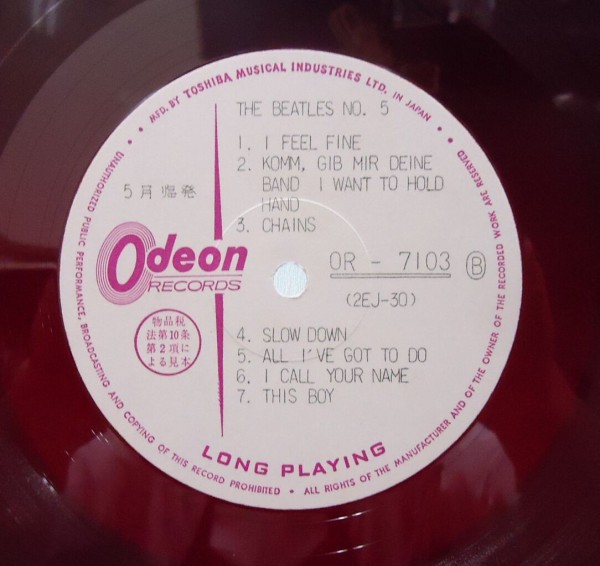 MFD. BY TOSHIBA MUSICAL INDUSTRIES LTD. IN JAPAN
THE BEATLES NO. 5
1. I FEEL FINE
2. KOMM, GIB MIR DEINE
BAND I WANT TO HOLD
HAND
3. CHAINS
5月 発
Odeon
RECORDS
OR - 7103 B
(2EJ-30)
物品税
法第10条
第2項に
よる見本
4. SLOW DOWN
5. ALL I'VE GOT TO DO
6. I CALL YOUR NAME
7. THIS BOY
LONG PLAYING
UNAUTHORIZED PUBLIC PERFORMANCE, BROADCASTING AND COPYING OF THIS RECORD PROHIBITED • ALL RIGHTS OF THE MANUFACTURER AND OF THE OWNER OF THE RECORDED WORK ARE RESERVED